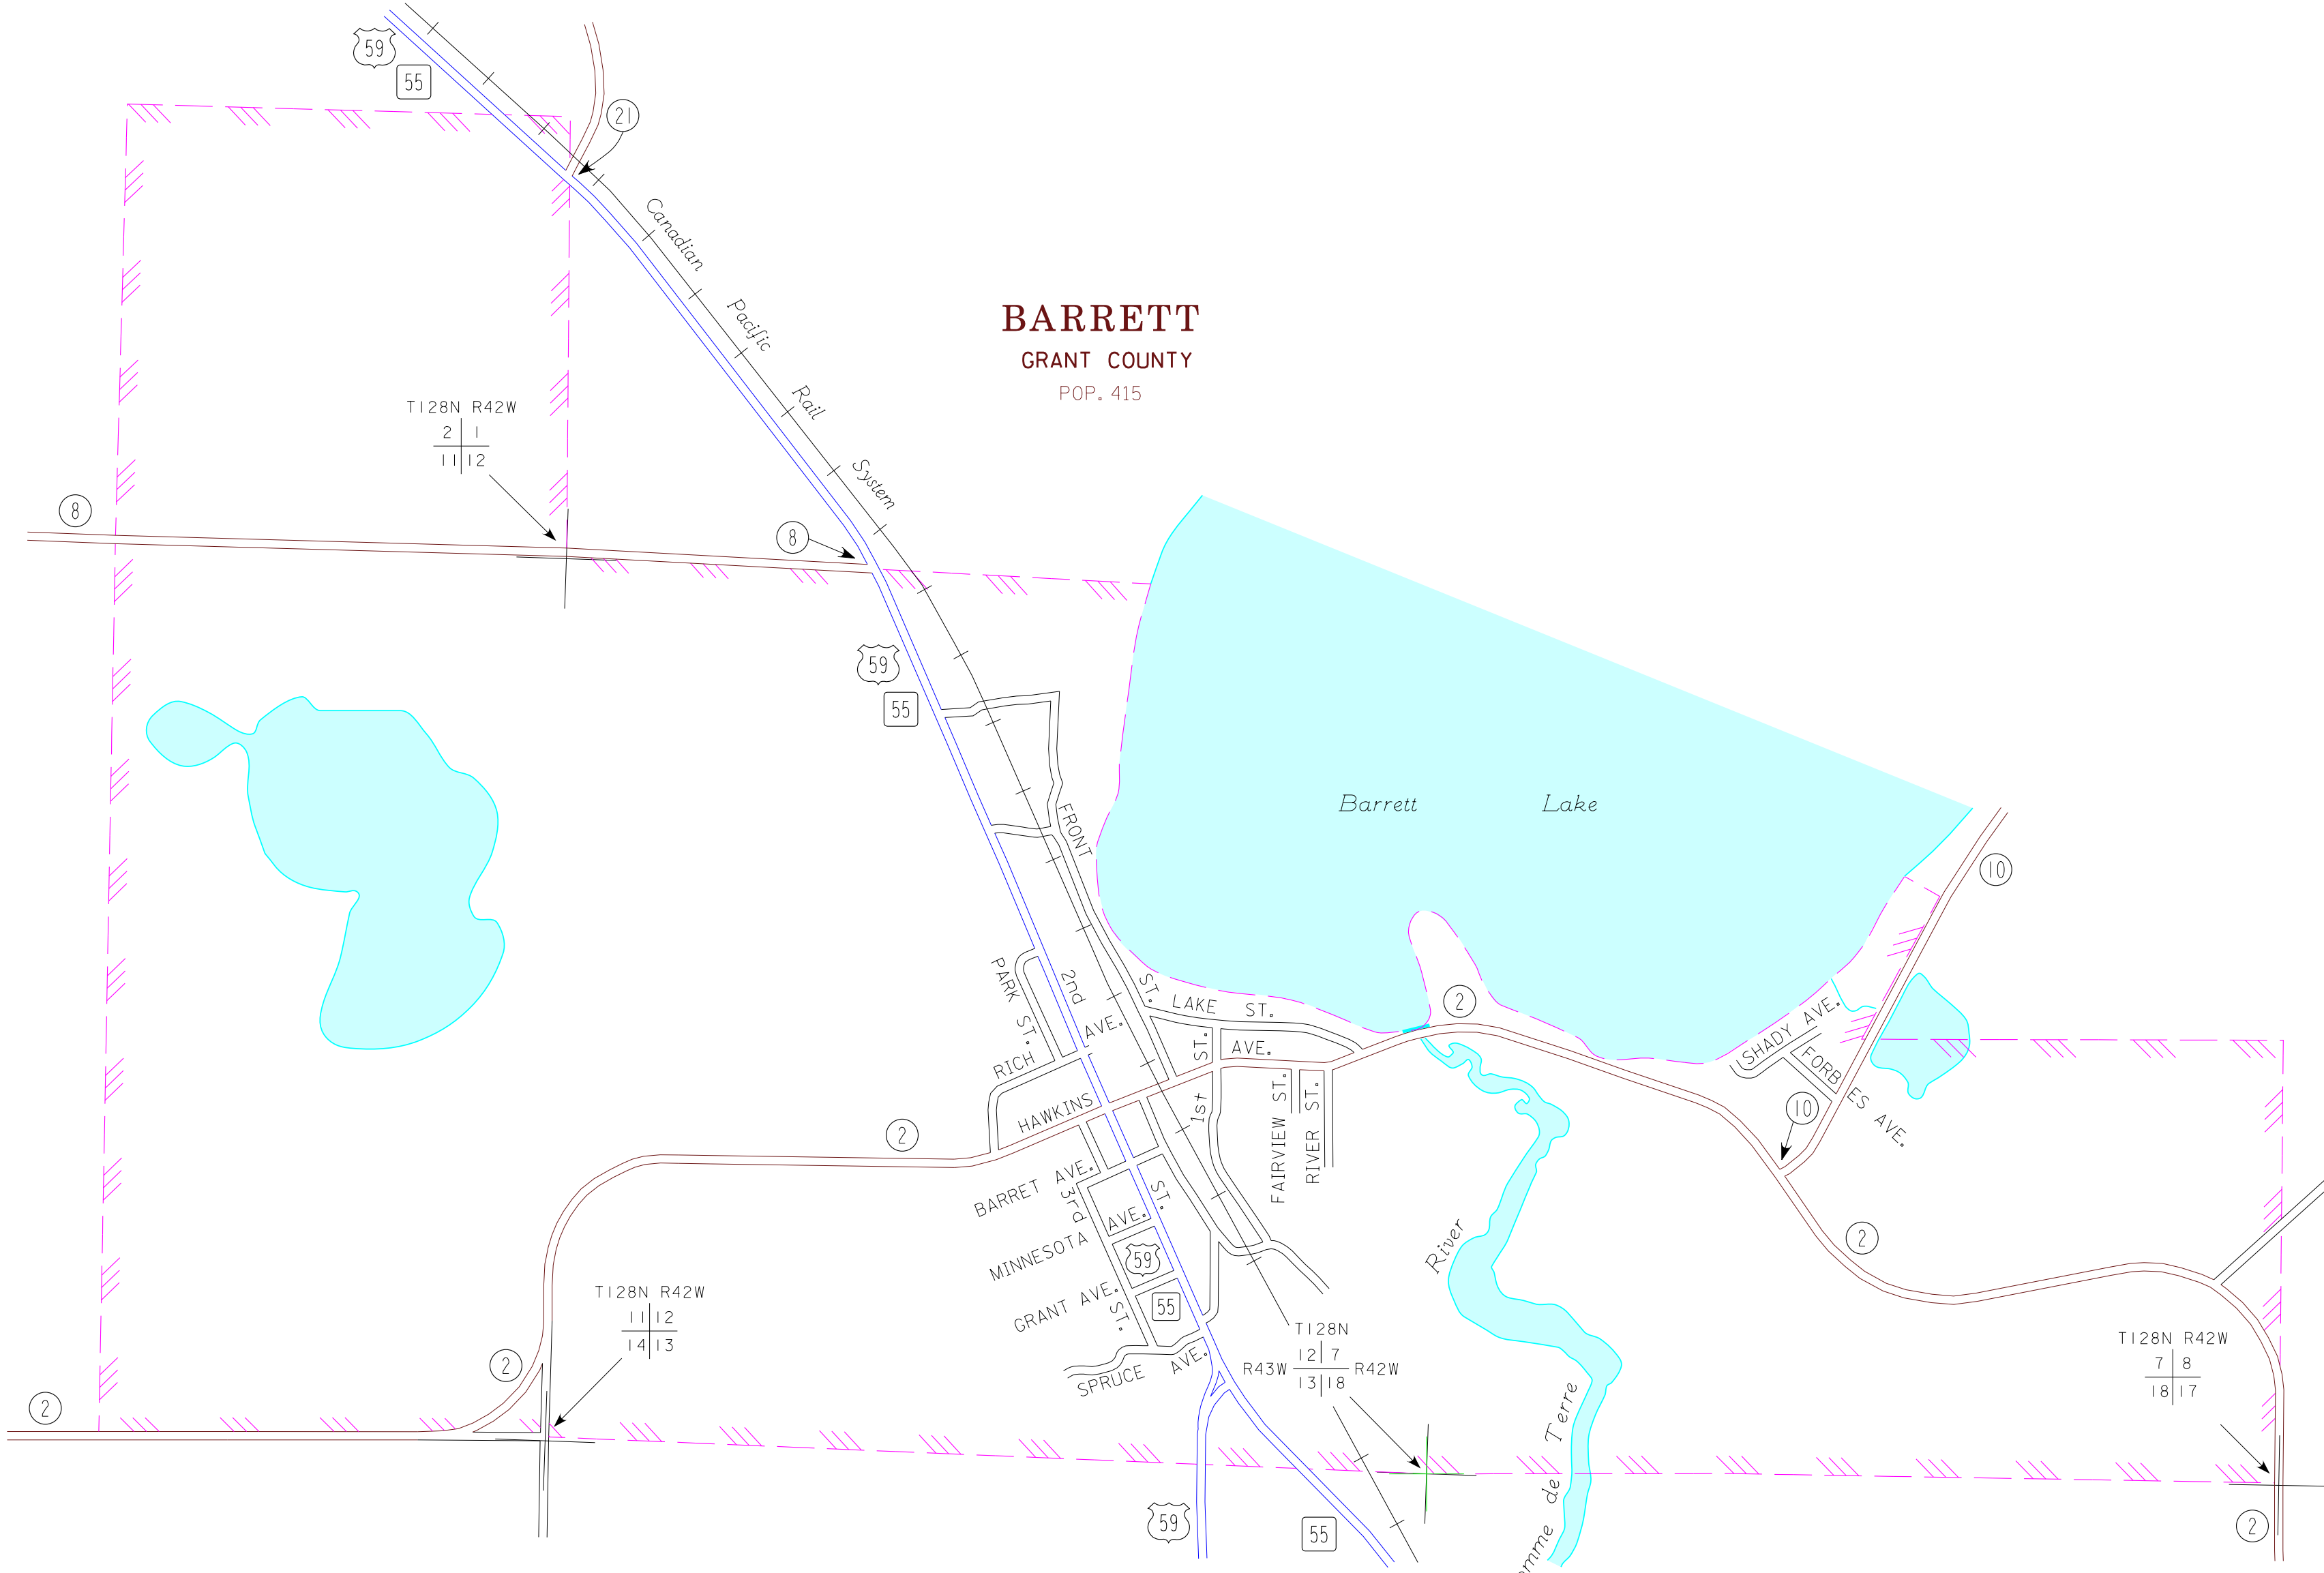 59
55
21
Canadian Pacific Rail System
BARRETT
GRANT COUNTY
POP. 415
T128N R42W
2 1
11 12
8
8
59
55
Barrett Lake
FRONT ST.
10
PARK ST.
2nd ST.
LAKE ST.
2
RICH AVE.
1st ST.
HAWKINS AVE.
SHADY AVE.
FORBES AVE.
10
2
FAIRVIEW ST.
RIVER ST.
BARRET AVE.
3rd ST.
MINNESOTA AVE.
59
GRANT AVE.
55
SPRUCE AVE.
River
de Terre
2
T128N R42W
11 12
14 13
2
2
T128N
R43W 12 7 R42W
13 18
T128N R42W
7 8
18 17
59
55
2